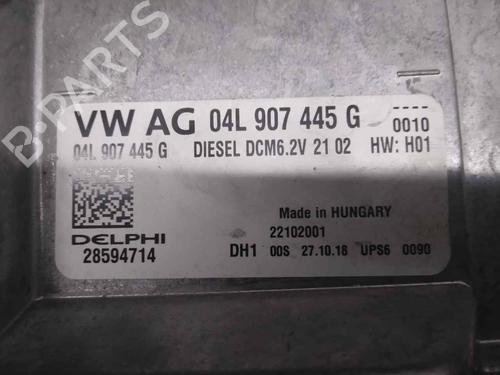 VW AG 04L 907 445 G
-----
0010
04L 907 445 G DIESEL DCM6.2V 21 02 HW: H01
Made in HUNGARY
22102001
DELPHI
28594714
DH1 00S 27.10.18 UPS6 0090
B-PARTS